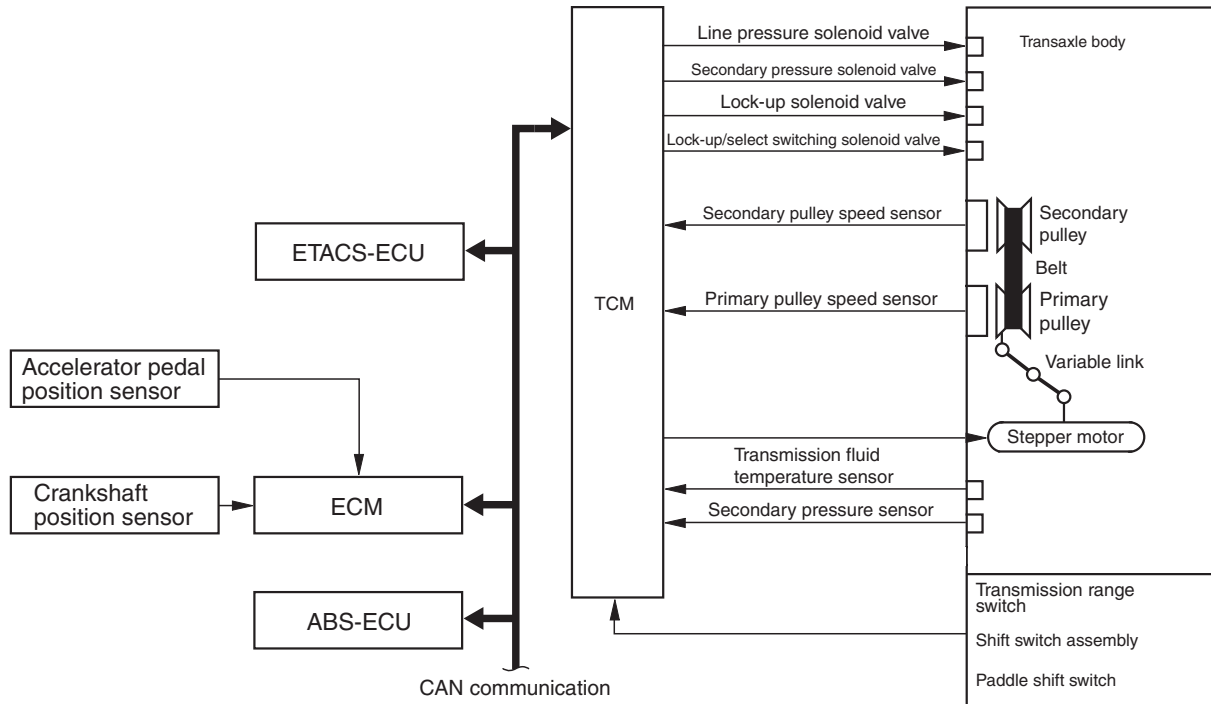 Line pressure solenoid valve
Transaxle body
Secondary pressure solenoid valve
Lock-up solenoid valve
Lock-up/select switching solenoid valve
Secondary pulley speed sensor
Secondary
pulley
ETACS-ECU
Belt
TCM
Primary pulley speed sensor
Primary
pulley
Accelerator pedal
position sensor
Variable link
Stepper motor
Transmission fluid
temperature sensor
Crankshaft
position sensor
ECM
Secondary pressure sensor
Transmission range
switch
ABS-ECU
Shift switch assembly
Paddle shift switch
CAN communication